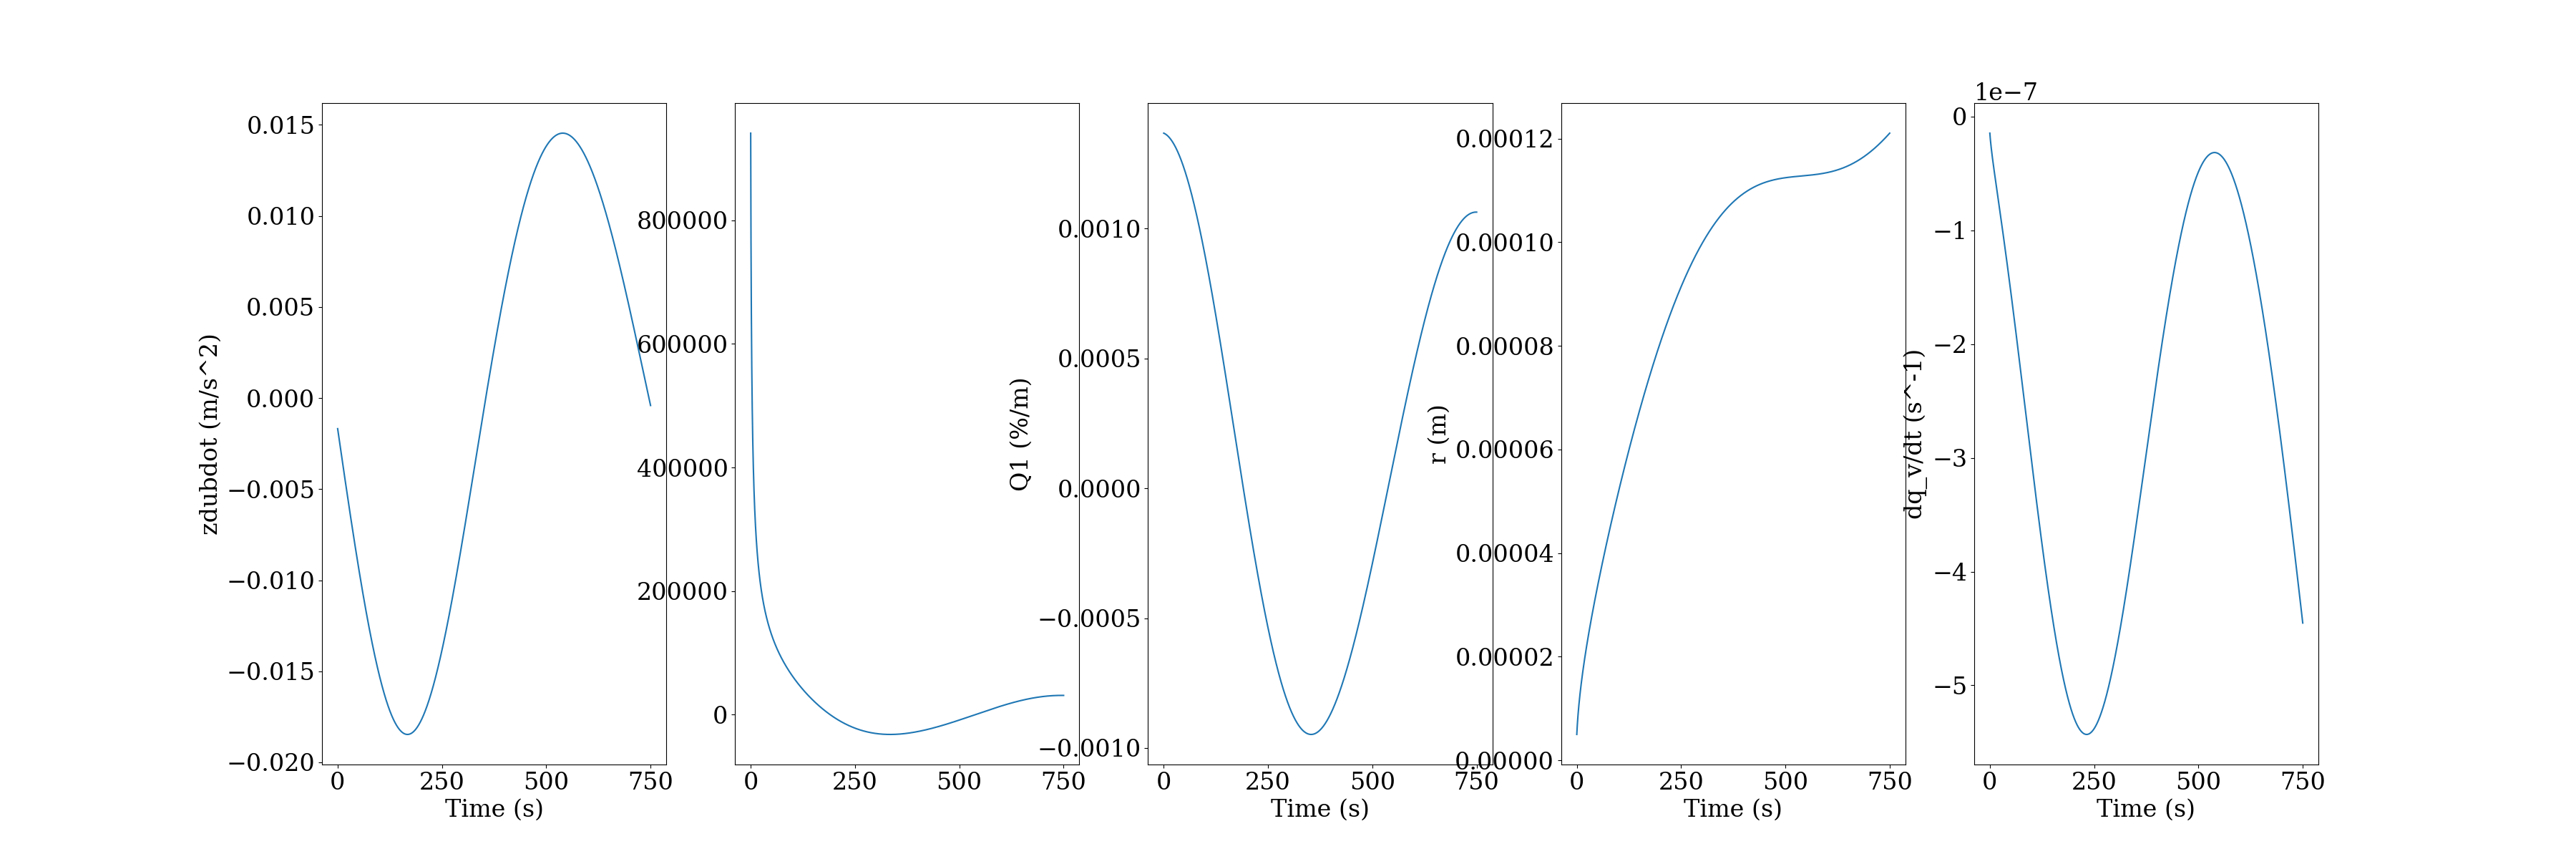 zdubdot (m/s^2)
0.015
0.010
0.005
0.000
−0.005
−0.010
−0.015
−0.020
0 250 500 750
Time (s)
800000
600000
400000
200000
0
0 250 500 750
Q1 (%/m)
0.0010
0.0005
0.0000
−0.0005
−0.0010
0 250 500 750
Time (s)
r (m)
0.00012
0.00010
0.00008
0.00006
0.00004
0.00002
0.00000
0 250 500 750
Time (s)
dq_v/dt (s^-1)
1e−7
0
−1
−2
−3
−4
−5
0 250 500 750
Time (s)